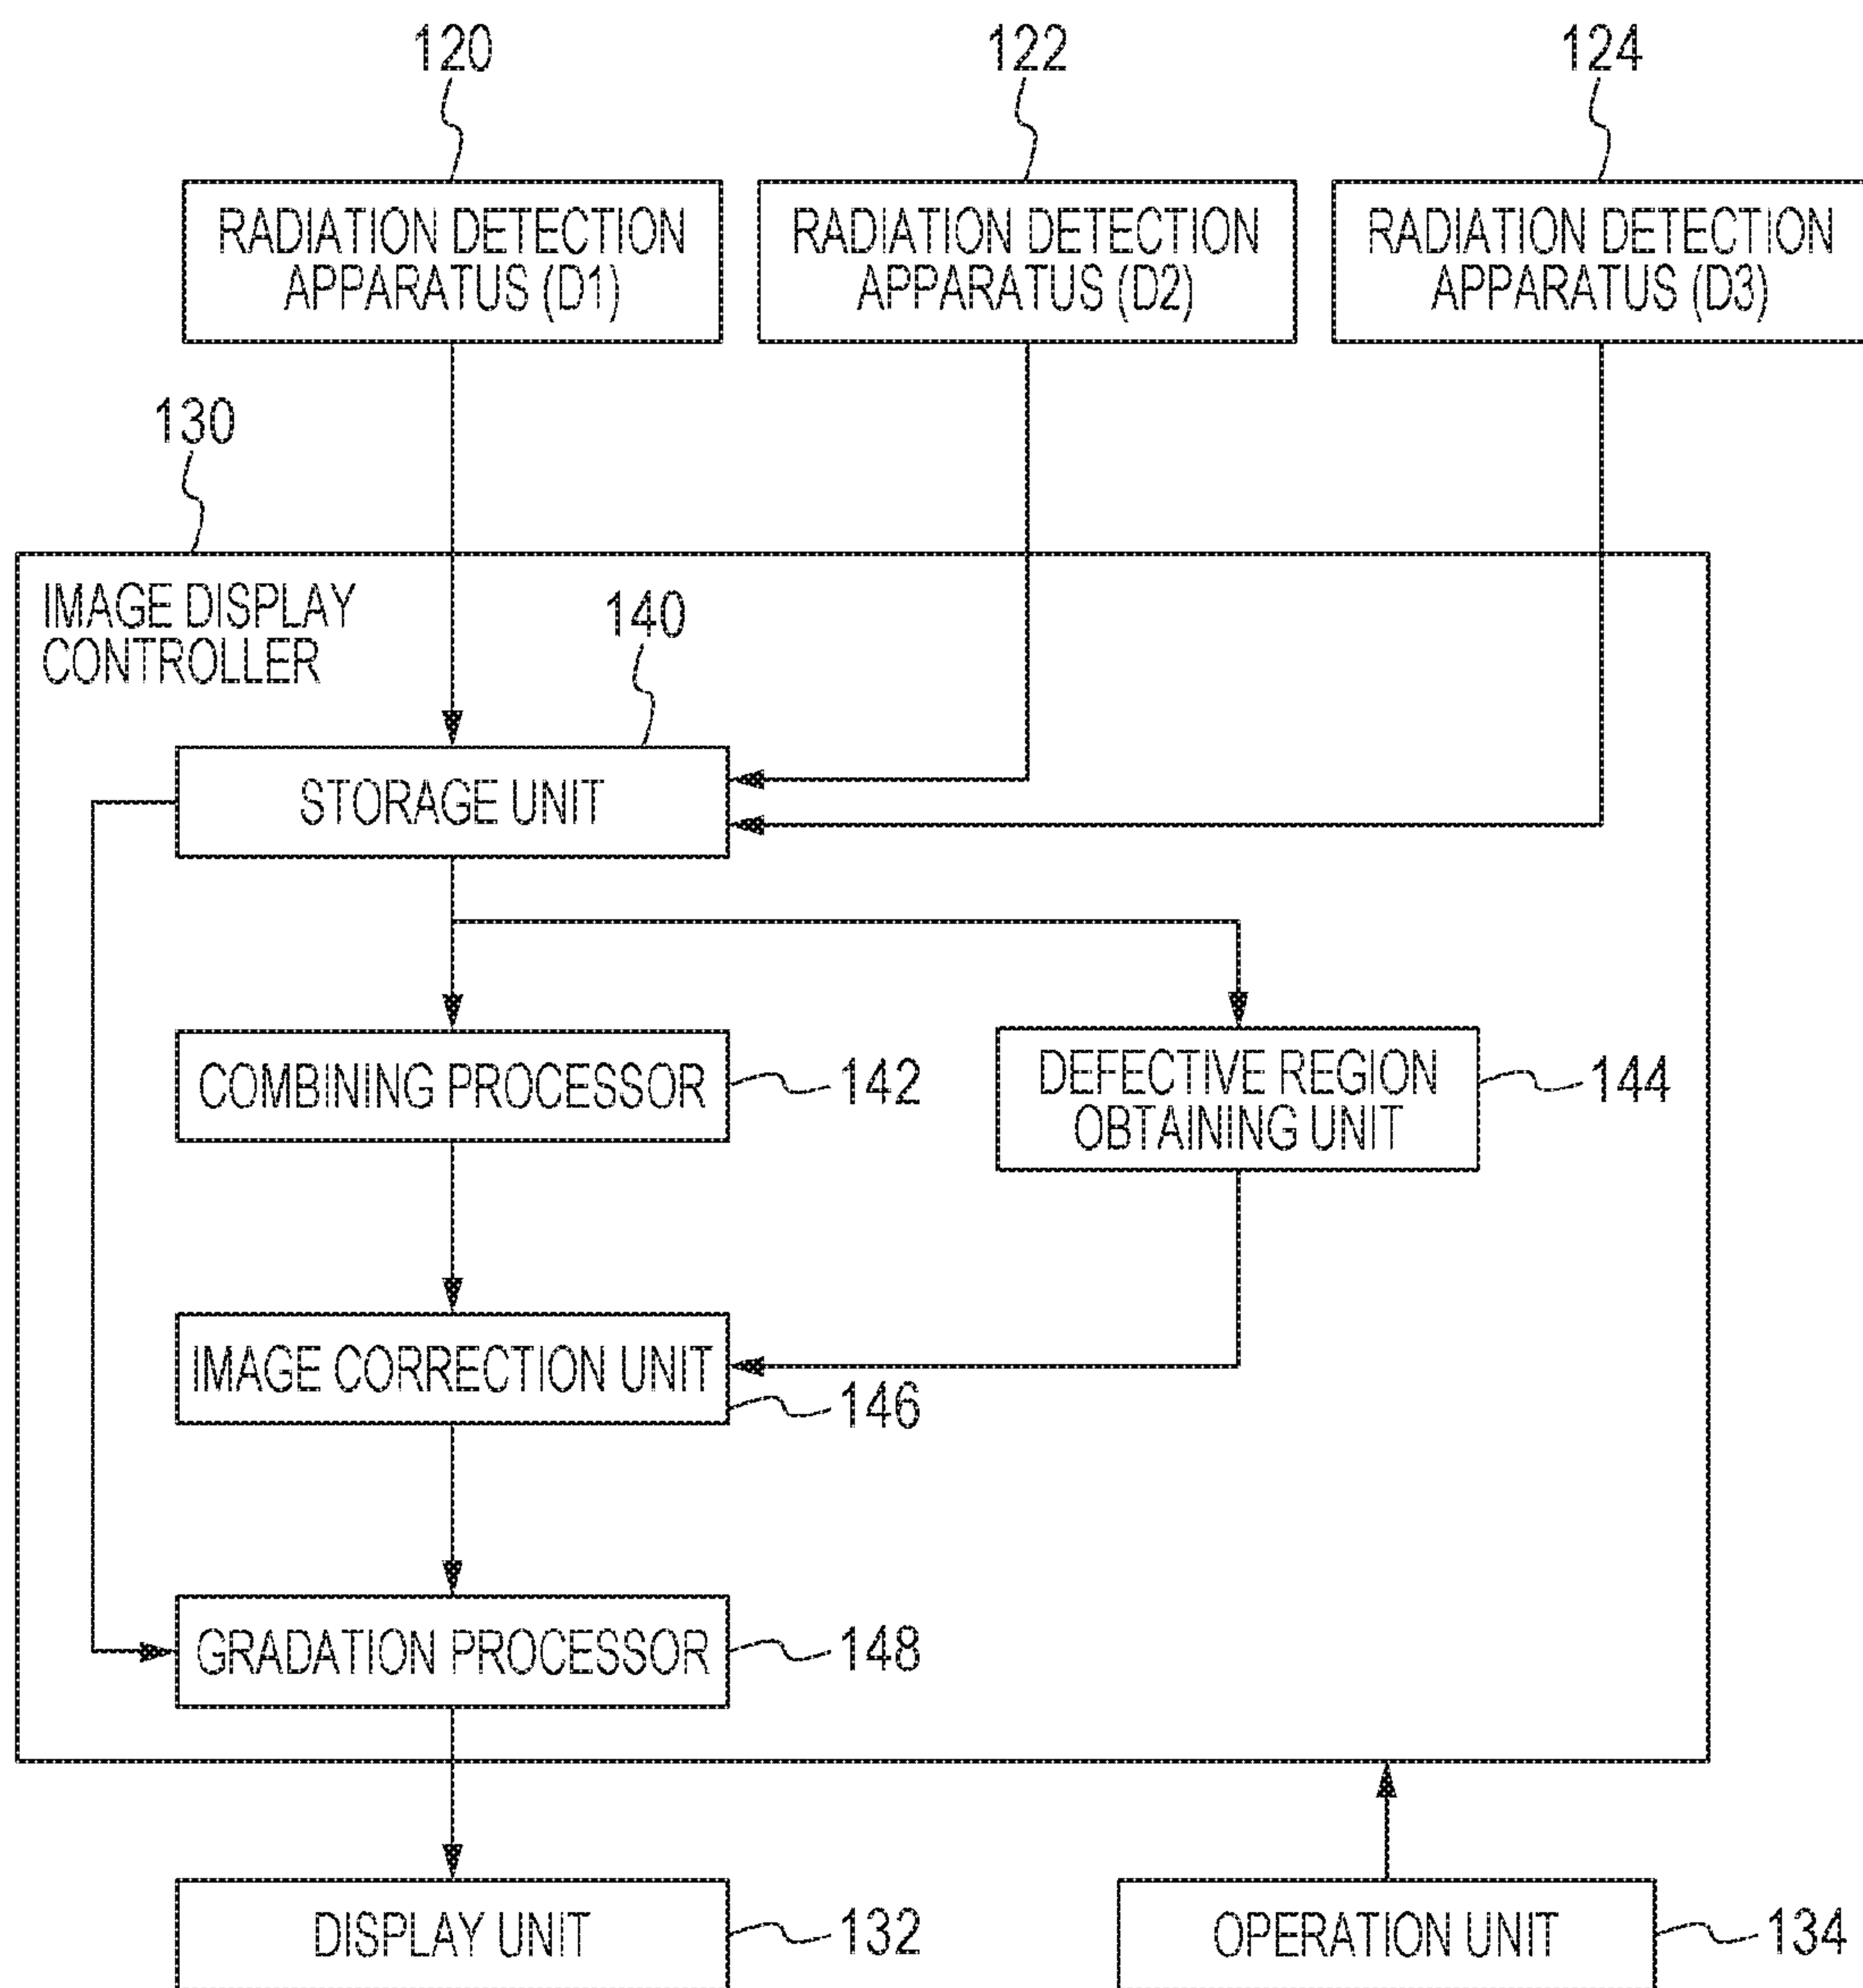 120
122
124
RADIATION DETECTION
APPARATUS (D1)
RADIATION DETECTION
APPARATUS (D2)
RADIATION DETECTION
APPARATUS (D3)
130
IMAGE DISPLAY
CONTROLLER
140
STORAGE UNIT
COMBINING PROCESSOR
142
DEFECTIVE REGION
OBTAINING UNIT
144
IMAGE CORRECTION UNIT
146
GRADATION PROCESSOR
148
DISPLAY UNIT
132
OPERATION UNIT
134